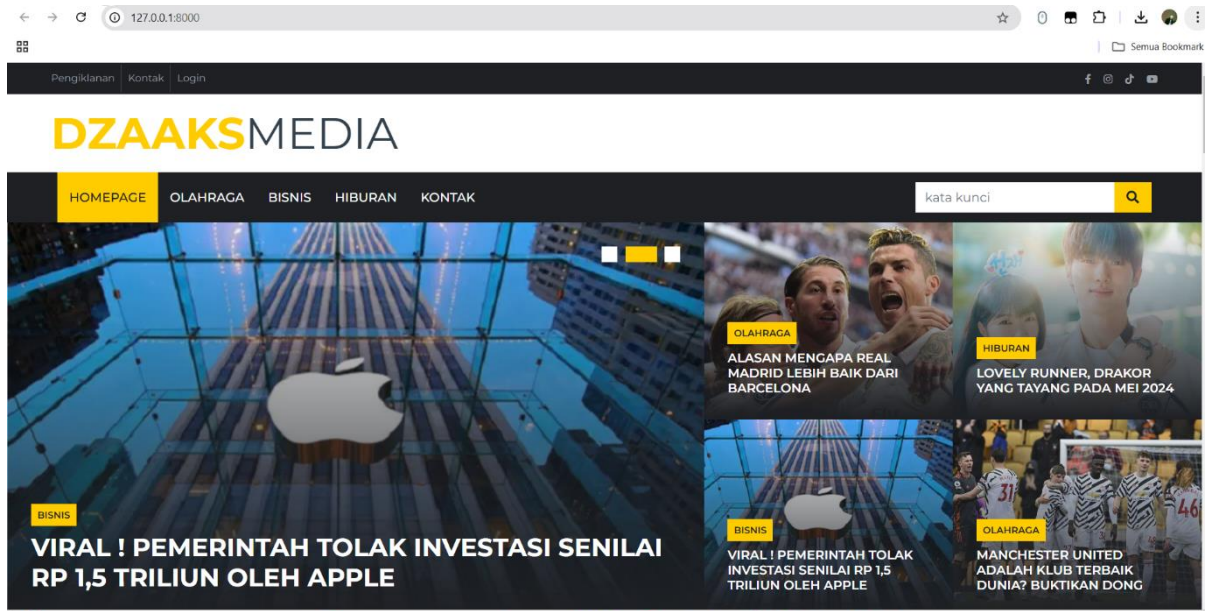 127.0.0.1:8000
Semua Bookmark
Pengiklanan Kontak Login
DZAAKSMEDIA
HOMEPAGE OLAHRAGA BISNIS HIBURAN KONTAK
kata kunci
BISNIS
VIRAL ! PEMERINTAH TOLAK INVESTASI SENILAI
RP 1,5 TRILIUN OLEH APPLE
OLAHRAGA
ALASAN MENGAPA REAL
MADRID LEBIH BAIK DARI
BARCELONA
HIBURAN
LOVELY RUNNER, DRAKOR
YANG TAYANG PADA MEI 2024
BISNIS
VIRAL ! PEMERINTAH TOLAK
INVESTASI SENILAI RP 1,5
TRILIUN OLEH APPLE
31
46
OLAHRAGA
MANCHESTER UNITED
ADALAH KLUB TERBAIK
DUNIA? BUKTIKAN DONG